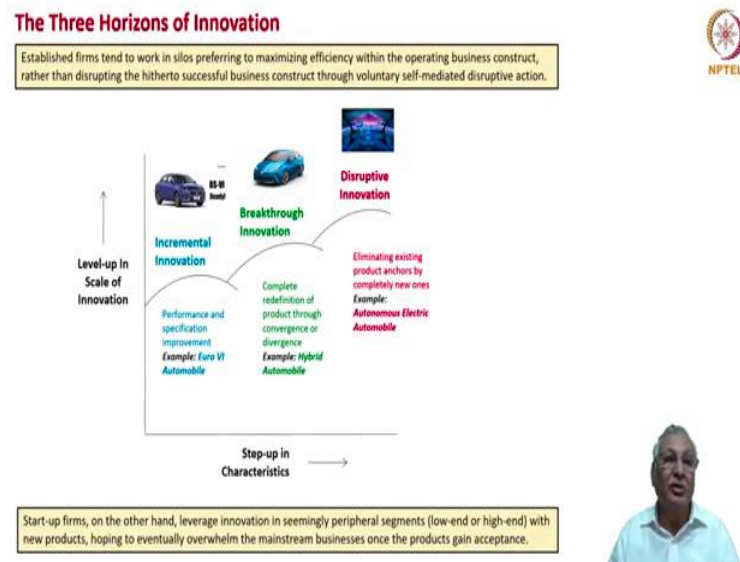 The Three Horizons of Innovation
NPTEL
Established firms tend to work in silos preferring to maximizing efficiency within the operating business construct,
rather than disrupting the hitherto successful business construct through voluntary self-mediated disruptive action.
Disruptive
Innovation
BS-VI
Ready!
Breakthrough
Innovation
Incremental
Innovation
Level-up In
Scale of
Innovation
Eliminating existing
product anchors by
completely new ones
Example:
Autonomous Electric
Automobile
Complete
redefinition of
product through
convergence or
divergence
Example: Hybrid
Automobile
Performance and
specification
improvement
Example: Euro VI
Automobile
Step-up in
Characteristics
Start-up firms, on the other hand, leverage innovation in seemingly peripheral segments (low-end or high-end) with
new products, hoping to eventually overwhelm the mainstream businesses once the products gain acceptance.